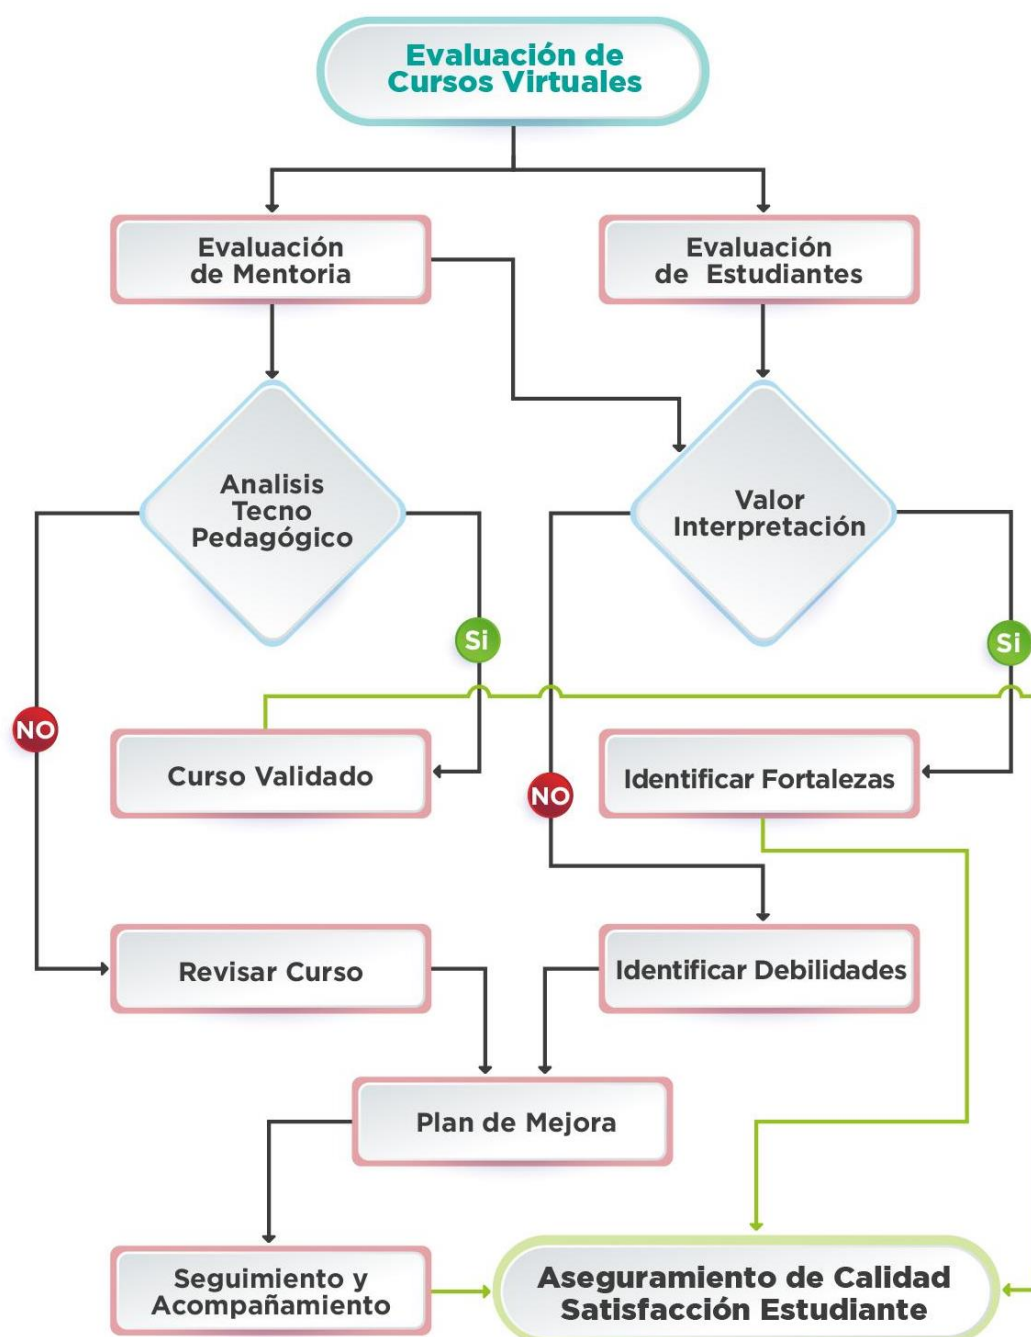 Evaluación de
Cursos Virtuales
Evaluación
de Mentoria
Evaluación
de Estudiantes
Analisis
Tecno
Pedagógico
Valor
Interpretación
Si
Si
NO
Curso Validado
Identificar Fortalezas
NO
Revisar Curso
Identificar Debilidades
Plan de Mejora
Seguimiento y
Acompañamiento
Aseguramiento de Calidad
Satisfacción Estudiante